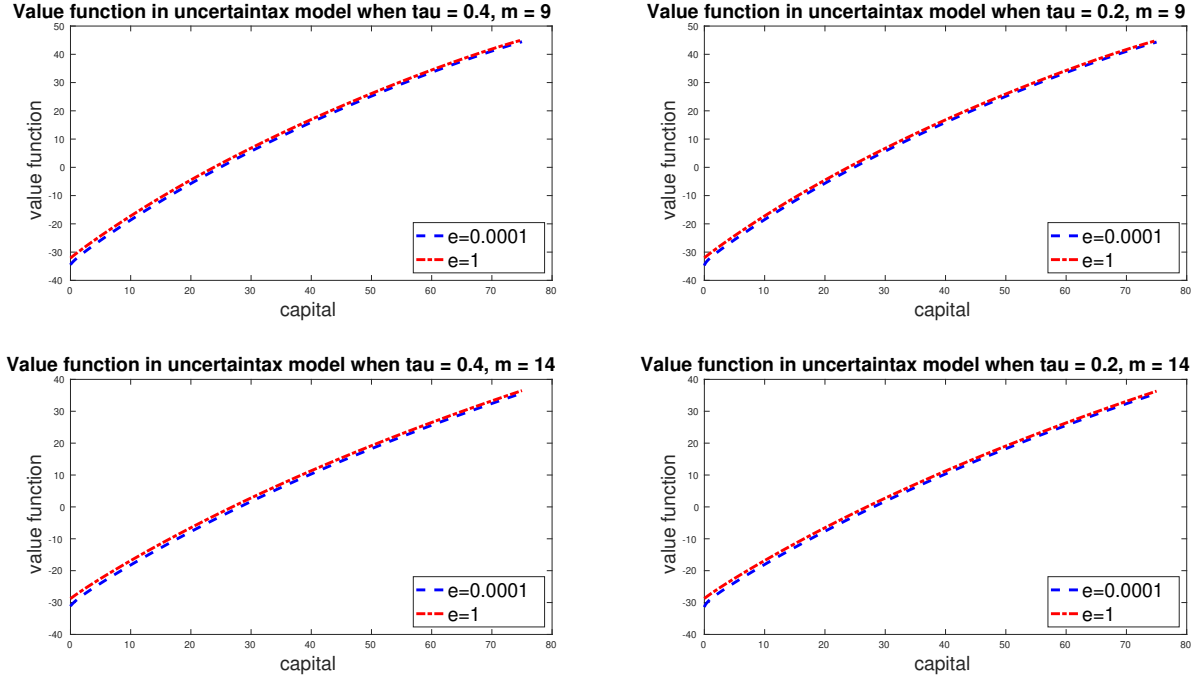 Value function in uncertaintax model when tau = 0.4, m = 9
50
40
30
20
10
0
-10
-20
-30
-40
value function
e=0.0001
e=1
0 10 20 30 40 50 60 70 80
capital
Value function in uncertaintax model when tau = 0.2, m = 9
50
40
30
20
10
0
-10
-20
-30
-40
value function
e=0.0001
e=1
0 10 20 30 40 50 60 70 80
capital
Value function in uncertaintax model when tau = 0.4, m = 14
40
30
20
10
0
-10
-20
-30
-40
value function
e=0.0001
e=1
0 10 20 30 40 50 60 70 80
capital
Value function in uncertaintax model when tau = 0.2, m = 14
40
30
20
10
0
-10
-20
-30
-40
value function
e=0.0001
e=1
0 10 20 30 40 50 60 70 80
capital